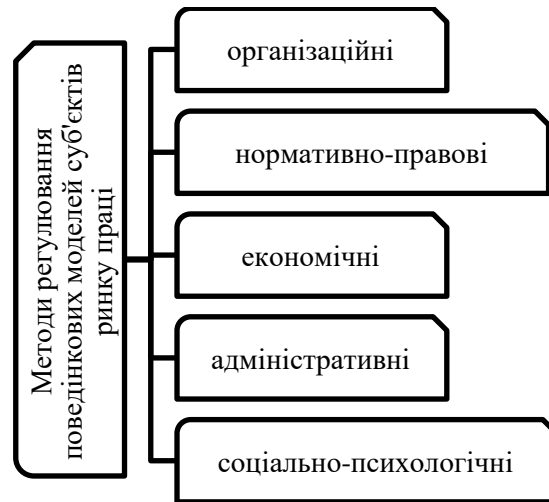 Методи регулювання
поведінкових моделей суб'єктів
ринку праці
організаційні
нормативно-правові
економічні
адміністративні
соціально-психологічні